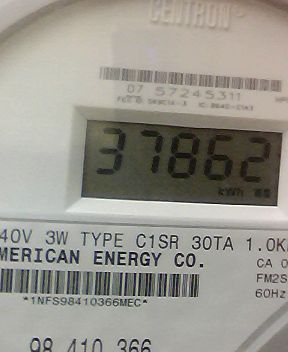 CENTRON
07 57245311
37862
kWh
40V 3W TYPE C1SR 30TA 1.0K
MERICAN ENERGY CO.
CA 0
FM2S
60Hz
*1NFS98410366MEC*
98 410 366